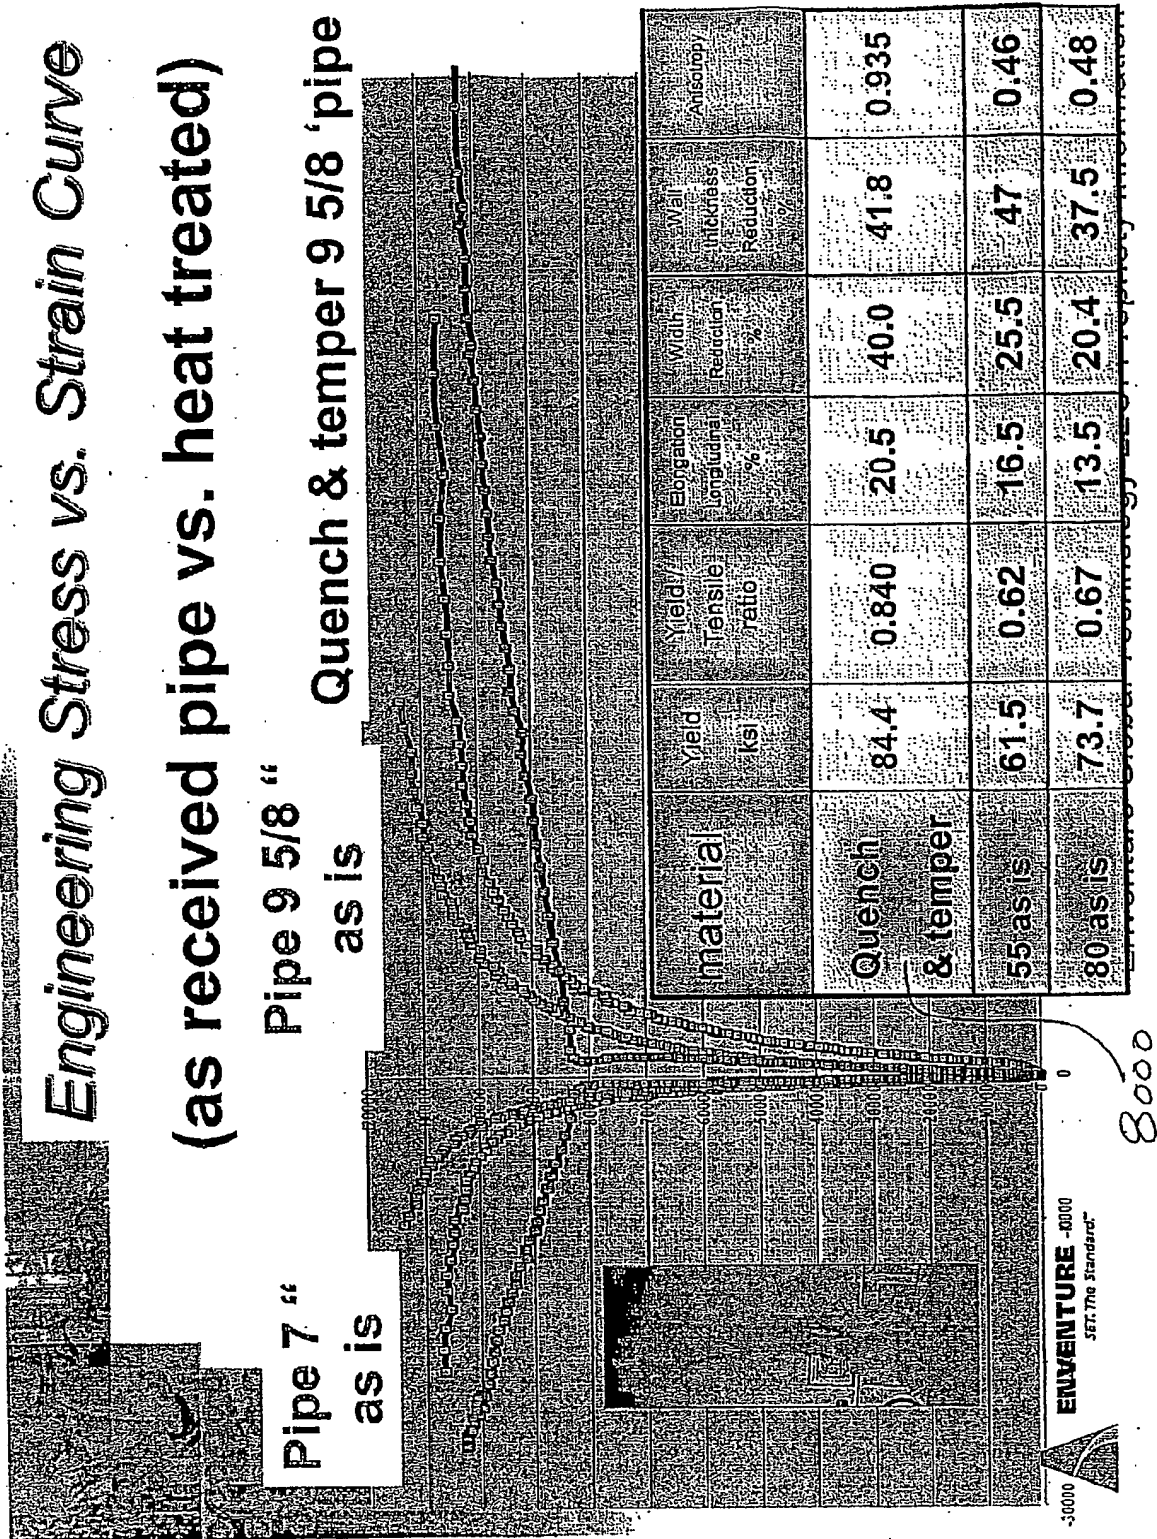 Engineering Stress vs. Strain Curve
(as received pipe vs. heat treated)
Pipe 9 5/8 “
as is
Quench & temper 9 5/8 ‘pipe
Pipe 7 “
as is
material
Yield
ksi
Yield/
Tensile
ratio
Elongation
Longitudinal
%
Width
Reduction
%
Wall
thickness
Reduction
%
Anisotropy
Quench
& temper
84.4
0.840
20.5
40.0
41.8
0.935
55 as is
61.5
0.62
16.5
25.5
47
0.46
80 as is
73.7
0.67
13.5
20.4
37.5
0.48
-30000
-10000
0
ENVENTURE
SET. The Standard.™
8000